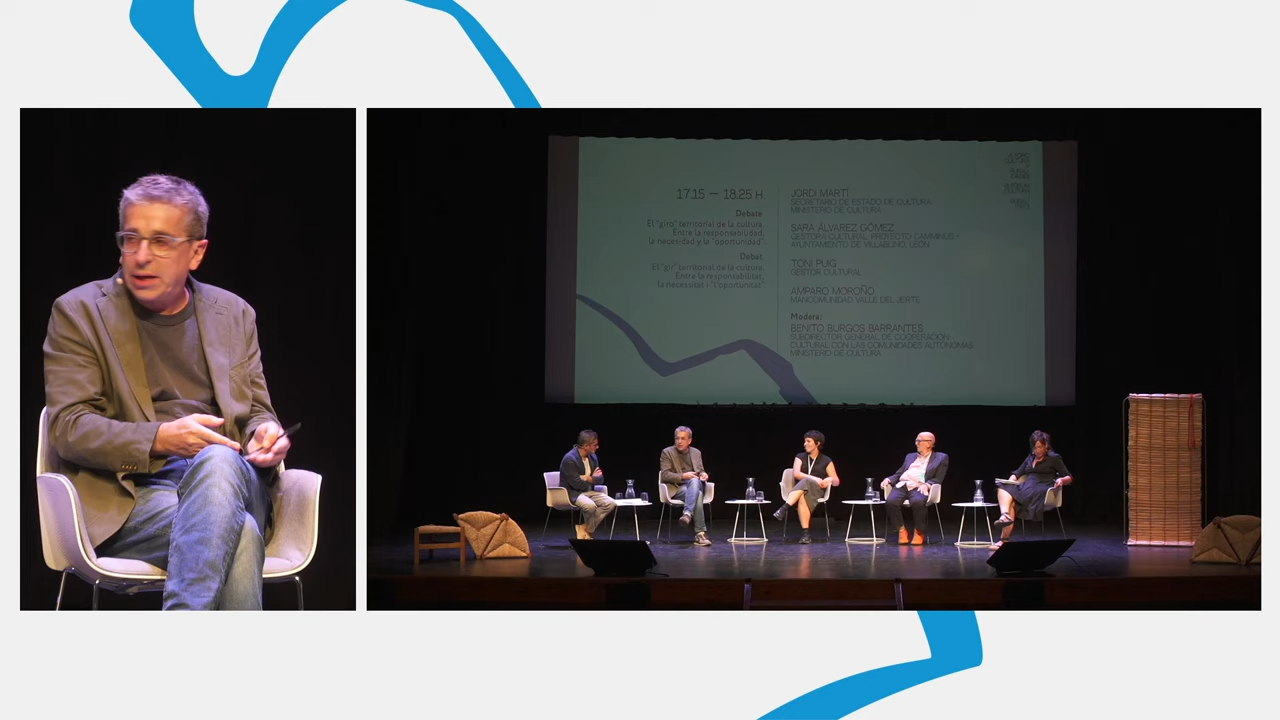 17.15 — 18.25 H.
Debate.
El "giro" territorial de la cultura.
Entre la responsabilidad,
la necesidad y la "oportunidad".
Debat.
El "gir" territorial de la cultura.
Entre la responsabilitat,
la necessitat i "l'oportunitat".
JORDI MARTÍ
SECRETARIO DE ESTADO DE CULTURA.
MINISTERIO DE CULTURA
SARA ÁLVAREZ GÓMEZ
GESTORA CULTURAL. PROYECTO CAMMINUS -
AYUNTAMIENTO DE VILLABLINO, LEÓN
TONI PUIG
GESTOR CULTURAL
AMPARO MOROÑO
MANCOMUNIDAD VALLE DEL JERTE
Modera:
BENITO BURGOS BARRANTES
SUBDIRECTOR GENERAL DE COOPERACIÓN
CULTURAL CON LAS COMUNIDADES AUTÓNOMAS
MINISTERIO DE CULTURA